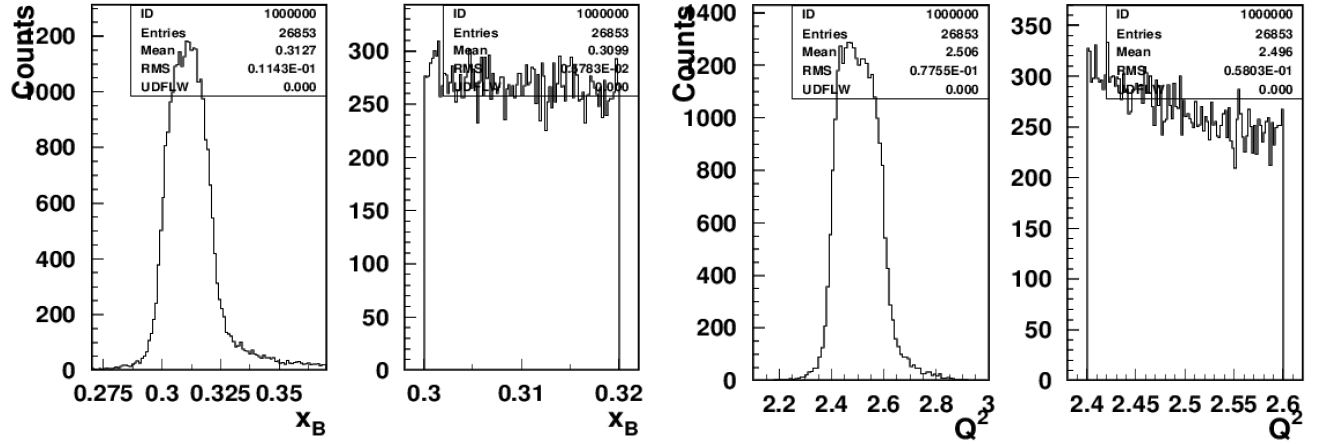 Counts
1200
1000
800
600
400
200
0
ID 1000000
Entries 26853
Mean 0.3127
RMS 0.1143E-01
UDFLW 0.000
0.275 0.3 0.325 0.35
xB
300
250
200
150
100
50
0
ID 1000000
Entries 26853
Mean 0.3099
RMS 0.5783E-02
UDFLW 0.000
0.3 0.31 0.32
xB
Counts
1400
1200
1000
800
600
400
200
0
ID 1000000
Entries 26853
Mean 2.506
RMS 0.7755E-01
UDFLW 0.000
2.2 2.4 2.6 2.8 3
Q²
350
300
250
200
150
100
50
0
ID 1000000
Entries 26853
Mean 2.496
RMS 0.5803E-01
UDFLW 0.000
2.4 2.45 2.5 2.55 2.6
Q²